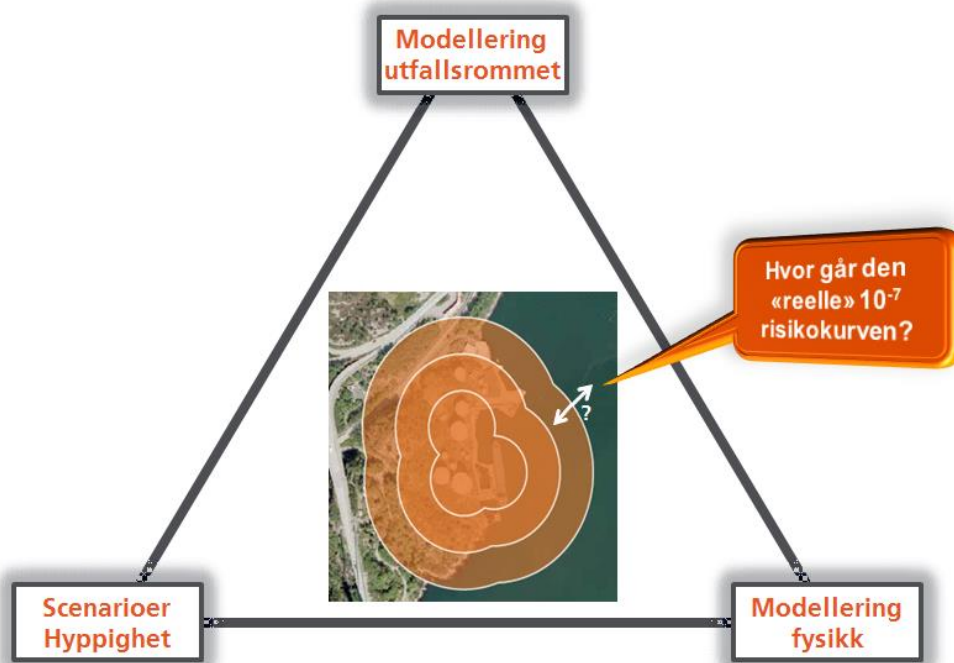 Modellering
utfallsrommet
Hvor går den
«reelle» 10⁻⁷
risikokurven?
?
Scenarioer
Hyppighet
Modellering
fysikk